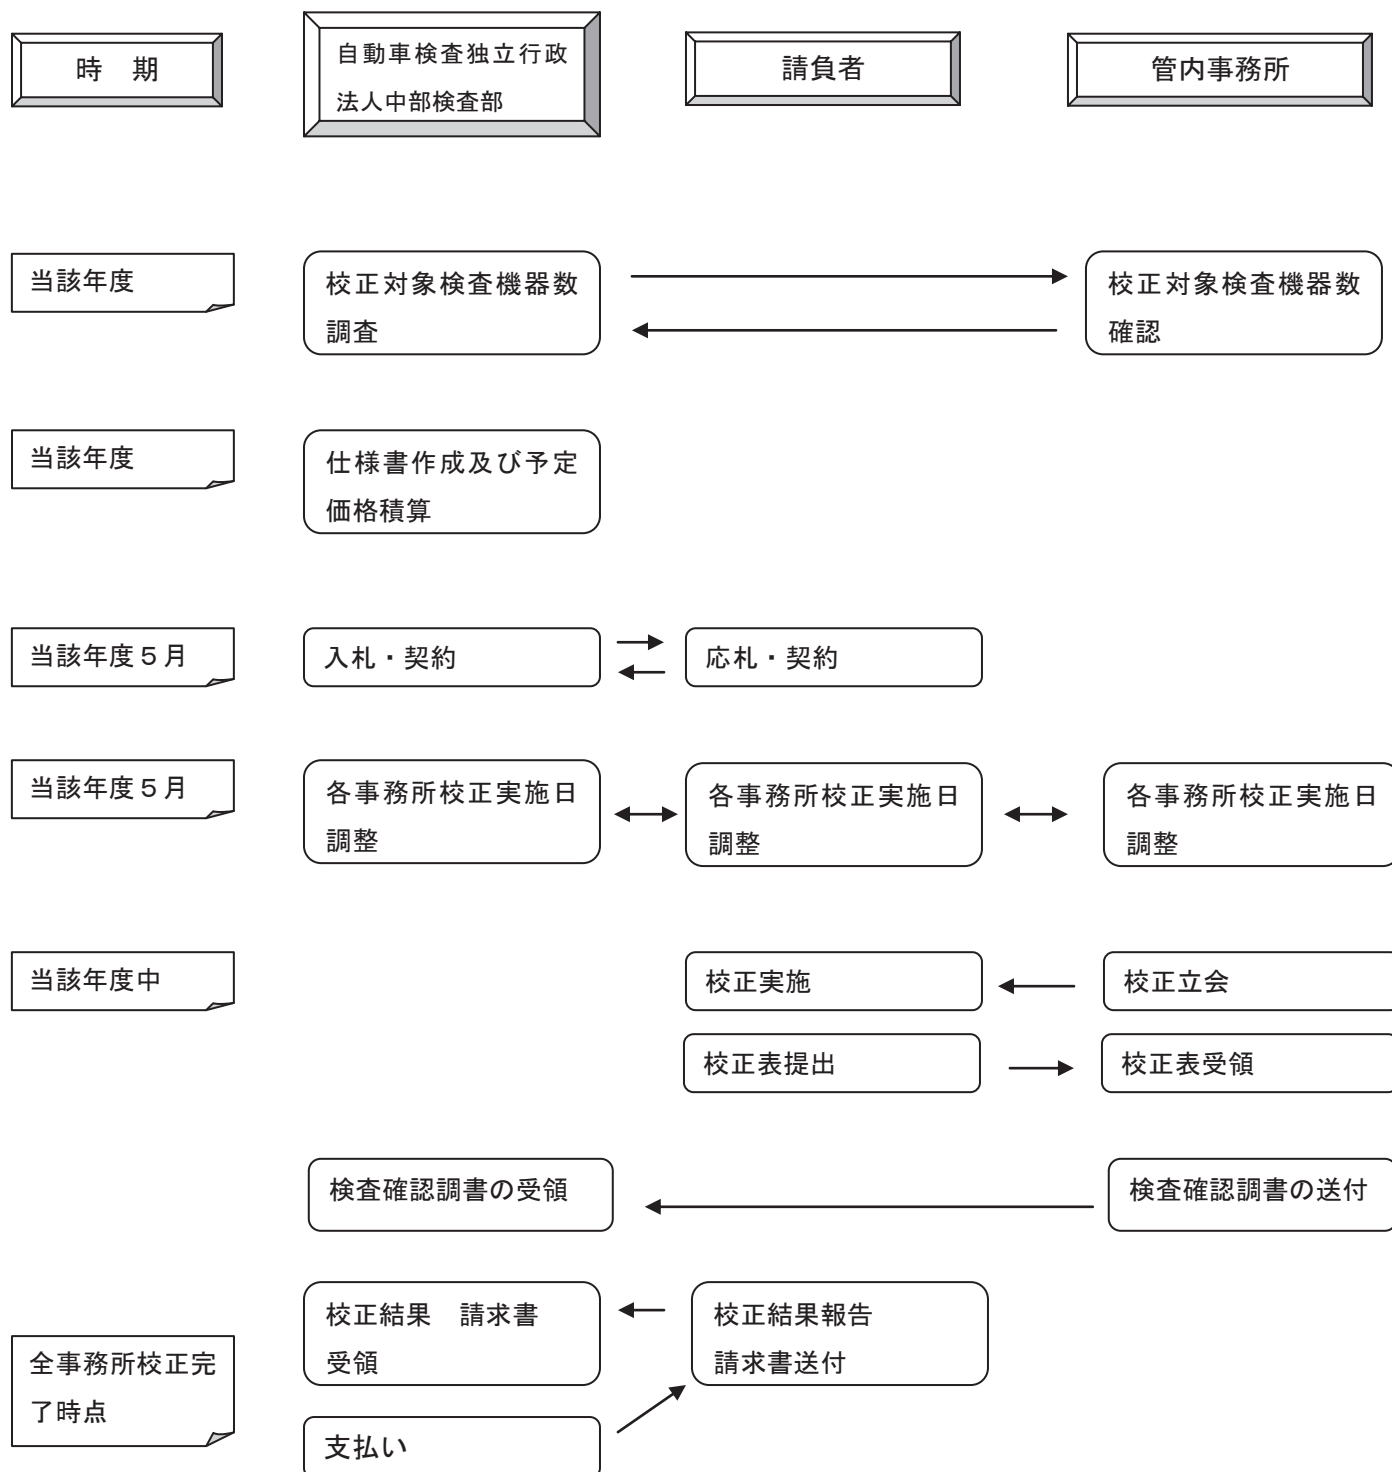 時　期
自動車検査独立行政
法人中部検査部
請負者
管内事務所
当該年度
校正対象検査機器数
調査
校正対象検査機器数
確認
当該年度
仕様書作成及び予定
価格積算
当該年度５月
入札・契約
応札・契約
当該年度５月
各事務所校正実施日
調整
各事務所校正実施日
調整
各事務所校正実施日
調整
当該年度中
校正実施
校正立会
校正表提出
校正表受領
検査確認調書の受領
検査確認調書の送付
校正結果　請求書
受領
校正結果報告
請求書送付
全事務所校正完
了時点
支払い